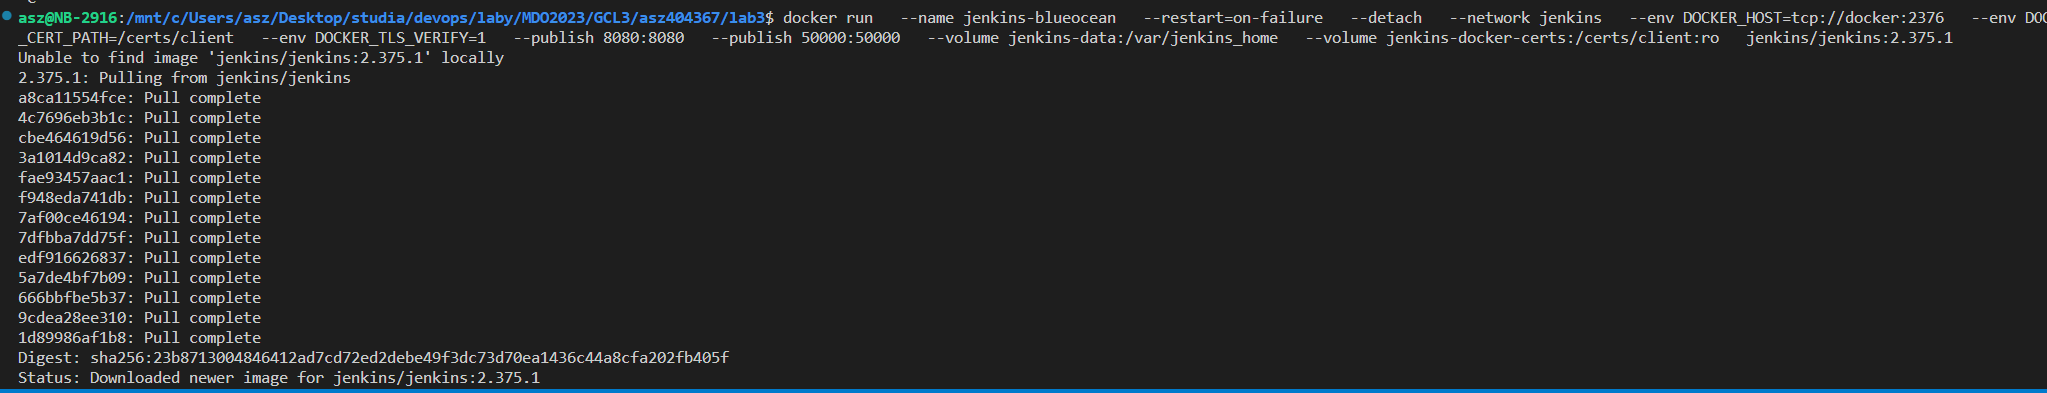 asz@NB-2916:/mnt/c/Users/asz/Desktop/studia/devops/laby/MDO2023/GCL3/asz404367/lab3$ docker run   --name jenkins-blueocean   --restart=on-failure   --detach   --network jenkins   --env DOCKER_HOST=tcp://docker:2376   --env DOC
_CERT_PATH=/certs/client   --env DOCKER_TLS_VERIFY=1   --publish 8080:8080   --publish 50000:50000   --volume jenkins-data:/var/jenkins_home   --volume jenkins-docker-certs:/certs/client:ro   jenkins/jenkins:2.375.1
Unable to find image 'jenkins/jenkins:2.375.1' locally
2.375.1: Pulling from jenkins/jenkins
a8ca11554fce: Pull complete
4c7696eb3b1c: Pull complete
cbe464619d56: Pull complete
3a1014d9ca82: Pull complete
fae93457aac1: Pull complete
f948eda741db: Pull complete
7af00ce46194: Pull complete
7dfbba7dd75f: Pull complete
edf916626837: Pull complete
5a7de4bf7b09: Pull complete
666bbfbe5b37: Pull complete
9cdea28ee310: Pull complete
1d89986af1b8: Pull complete
Digest: sha256:23b8713004846412ad7cd72ed2debe49f3dc73d70ea1436c44a8cfa202fb405f
Status: Downloaded newer image for jenkins/jenkins:2.375.1